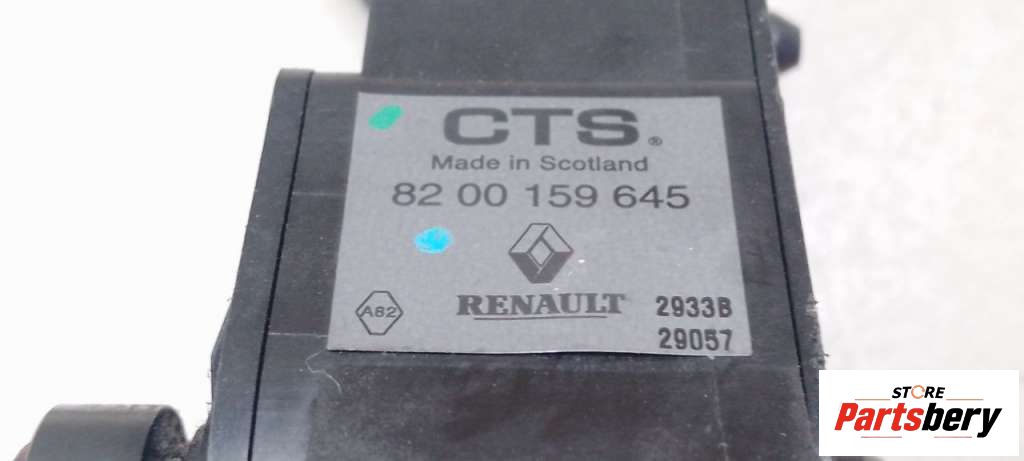 CTS®
Made in Scotland
82 00 159 645
A82
RENAULT
2933B
29057
STORE
Partsbery